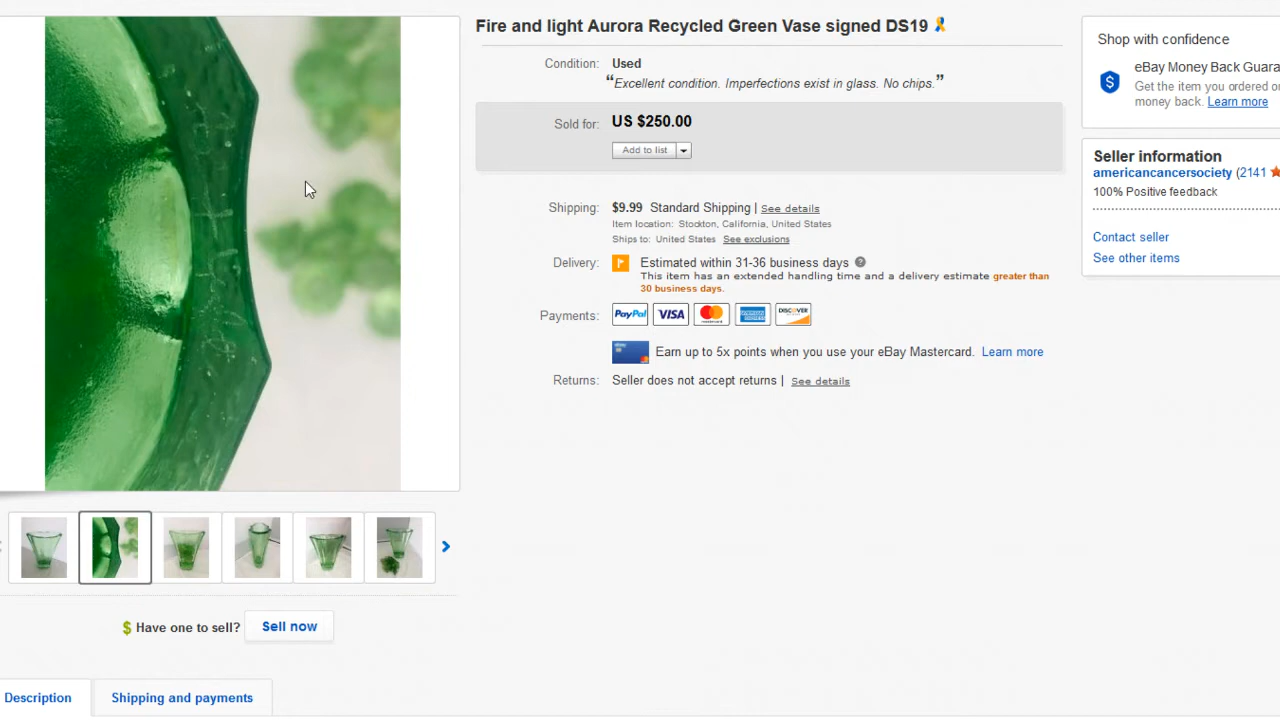 Fire and light Aurora Recycled Green Vase signed DS19
Condition: Used
“Excellent condition. Imperfections exist in glass. No chips.”
Sold for: US $250.00
Add to list
Shipping: $9.99 Standard Shipping | See details
Item location: Stockton, California, United States
Ships to: United States See exclusions
Delivery: Estimated within 31-36 business days ?
This item has an extended handling time and a delivery estimate greater than
30 business days.
Payments: PayPal VISA mastercard AMERICAN EXPRESS DISCOVER
Earn up to 5x points when you use your eBay Mastercard. Learn more
Returns: Seller does not accept returns | See details
Shop with confidence
$ eBay Money Back Guara
Get the item you ordered o
money back. Learn more
Seller information
americancancersociety (2141
100% Positive feedback
Contact seller
See other items
$ Have one to sell? Sell now
Description Shipping and payments